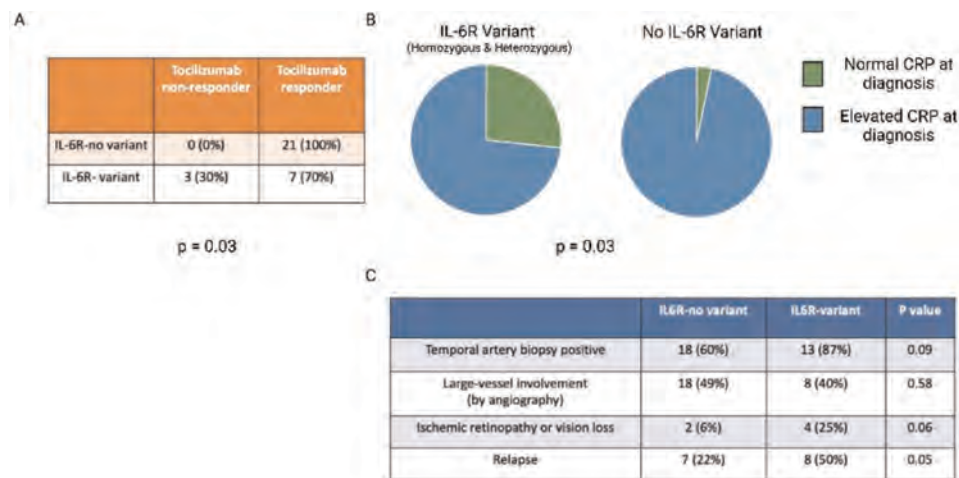 A
Tocilizumab non-responder
Tocilizumab responder
IL-6R-no variant 0 (0%) 21 (100%)
IL-6R- variant 3 (30%) 7 (70%)
p = 0.03
B
IL-6R Variant
(Homozygous & Heterozygous)
No IL-6R Variant
Normal CRP at
diagnosis
Elevated CRP at
diagnosis
p = 0.03
C
IL6R-no variant IL6R-variant P value
Temporal artery biopsy positive 18 (60%) 13 (87%) 0.09
Large-vessel involvement
(by angiography) 18 (49%) 8 (40%) 0.58
Ischemic retinopathy or vision loss 2 (6%) 4 (25%) 0.06
Relapse 7 (22%) 8 (50%) 0.05